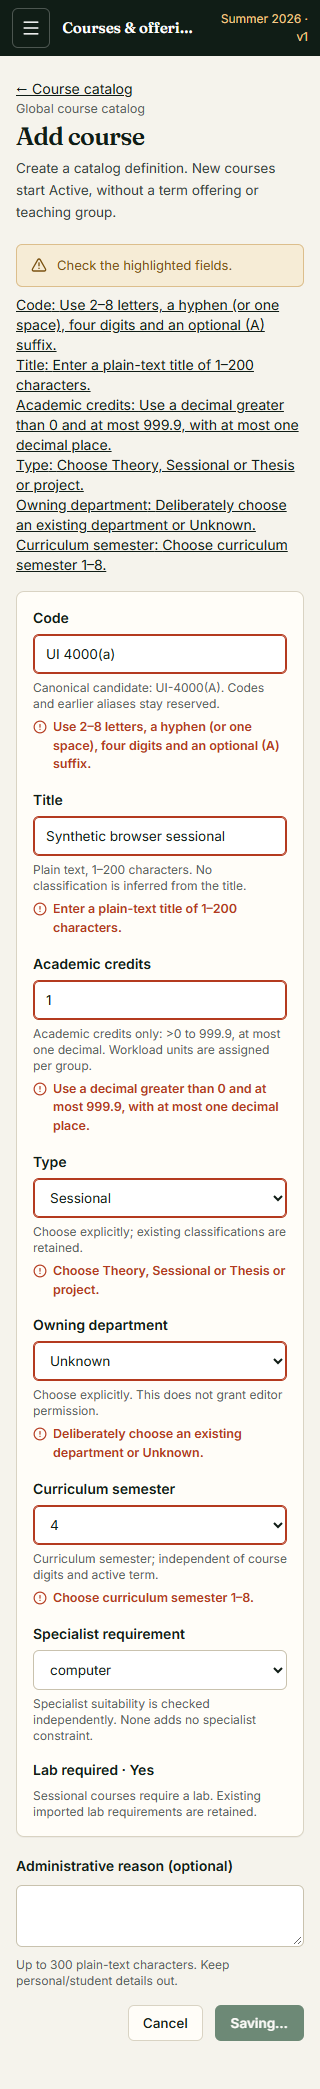 Courses & offeri...
Summer 2026 ·
v1
← Course catalog
Global course catalog
Add course
Create a catalog definition. New courses
start Active, without a term offering or
teaching group.
Check the highlighted fields.
Code: Use 2–8 letters, a hyphen (or one
space), four digits and an optional (A)
suffix.
Title: Enter a plain-text title of 1–200
characters.
Academic credits: Use a decimal greater
than 0 and at most 999.9, with at most one
decimal place.
Type: Choose Theory, Sessional or Thesis
or project.
Owning department: Deliberately choose
an existing department or Unknown.
Curriculum semester: Choose curriculum
semester 1–8.
Code
UI 4000(a)
Canonical candidate: UI-4000(A). Codes
and earlier aliases stay reserved.
Use 2–8 letters, a hyphen (or one
space), four digits and an optional (A)
suffix.
Title
Synthetic browser sessional
Plain text, 1–200 characters. No
classification is inferred from the title.
Enter a plain-text title of 1–200
characters.
Academic credits
1
Academic credits only: >0 to 999.9, at most
one decimal. Workload units are assigned
per group.
Use a decimal greater than 0 and at
most 999.9, with at most one decimal
place.
Type
Sessional
Choose explicitly; existing classifications are
retained.
Choose Theory, Sessional or Thesis or
project.
Owning department
Unknown
Choose explicitly. This does not grant editor
permission.
Deliberately choose an existing
department or Unknown.
Curriculum semester
4
Curriculum semester; independent of course
digits and active term.
Choose curriculum semester 1–8.
Specialist requirement
computer
Specialist suitability is checked
independently. None adds no specialist
constraint.
Lab required · Yes
Sessional courses require a lab. Existing
imported lab requirements are retained.
Administrative reason (optional)
Up to 300 plain-text characters. Keep
personal/student details out.
Cancel
Saving...